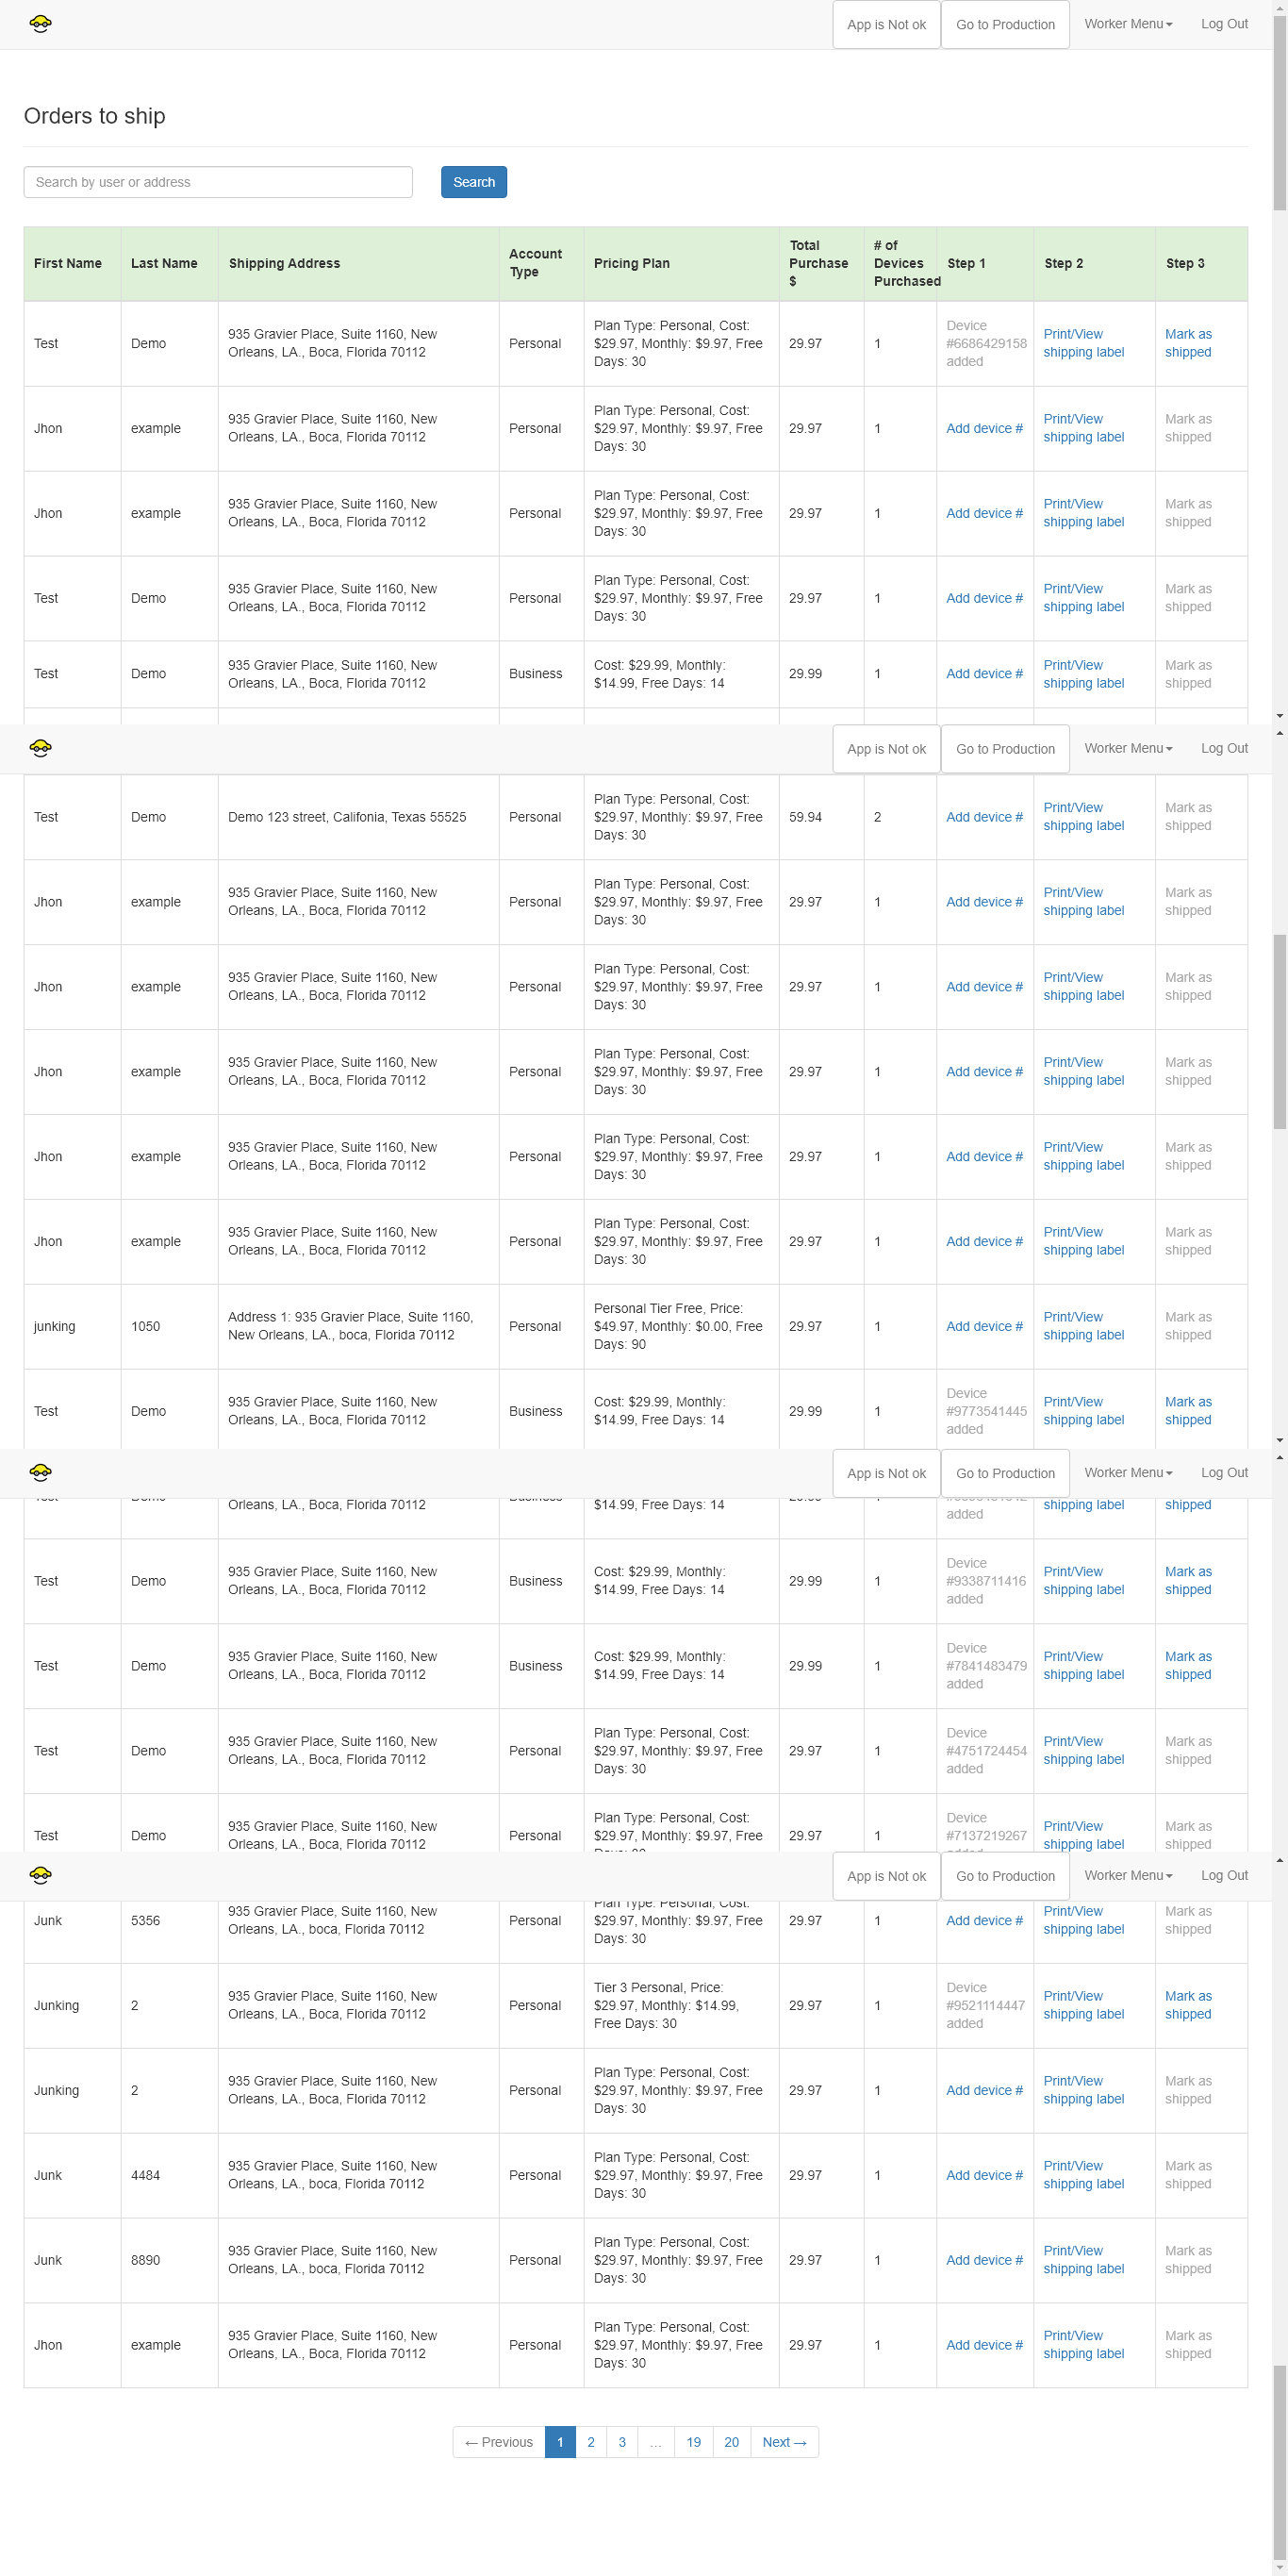 App is Not ok
Go to Production
Worker Menu
Log Out
Orders to ship
Search by user or address
Search
First Name
Last Name
Shipping Address
Account
Type
Pricing Plan
Total
Purchase
$
# of
Devices
Purchased
Step 1
Step 2
Step 3
Test
Demo
935 Gravier Place, Suite 1160, New
Orleans, LA., Boca, Florida 70112
Personal
Plan Type: Personal, Cost:
$29.97, Monthly: $9.97, Free
Days: 30
29.97
1
Device
#6686429158
added
Print/View
shipping label
Mark as
shipped
Jhon
example
935 Gravier Place, Suite 1160, New
Orleans, LA., Boca, Florida 70112
Personal
Plan Type: Personal, Cost:
$29.97, Monthly: $9.97, Free
Days: 30
29.97
1
Add device #
Print/View
shipping label
Mark as
shipped
Jhon
example
935 Gravier Place, Suite 1160, New
Orleans, LA., Boca, Florida 70112
Personal
Plan Type: Personal, Cost:
$29.97, Monthly: $9.97, Free
Days: 30
29.97
1
Add device #
Print/View
shipping label
Mark as
shipped
Test
Demo
935 Gravier Place, Suite 1160, New
Orleans, LA., Boca, Florida 70112
Personal
Plan Type: Personal, Cost:
$29.97, Monthly: $9.97, Free
Days: 30
29.97
1
Add device #
Print/View
shipping label
Mark as
shipped
Test
Demo
935 Gravier Place, Suite 1160, New
Orleans, LA., Boca, Florida 70112
Business
Cost: $29.99, Monthly:
$14.99, Free Days: 14
29.99
1
Add device #
Print/View
shipping label
Mark as
shipped
App is Not ok
Go to Production
Worker Menu
Log Out
Test
Demo
Demo 123 street, Califonia, Texas 55525
Personal
Plan Type: Personal, Cost:
$29.97, Monthly: $9.97, Free
Days: 30
59.94
2
Add device #
Print/View
shipping label
Mark as
shipped
Jhon
example
935 Gravier Place, Suite 1160, New
Orleans, LA., Boca, Florida 70112
Personal
Plan Type: Personal, Cost:
$29.97, Monthly: $9.97, Free
Days: 30
29.97
1
Add device #
Print/View
shipping label
Mark as
shipped
Jhon
example
935 Gravier Place, Suite 1160, New
Orleans, LA., Boca, Florida 70112
Personal
Plan Type: Personal, Cost:
$29.97, Monthly: $9.97, Free
Days: 30
29.97
1
Add device #
Print/View
shipping label
Mark as
shipped
Jhon
example
935 Gravier Place, Suite 1160, New
Orleans, LA., Boca, Florida 70112
Personal
Plan Type: Personal, Cost:
$29.97, Monthly: $9.97, Free
Days: 30
29.97
1
Add device #
Print/View
shipping label
Mark as
shipped
Jhon
example
935 Gravier Place, Suite 1160, New
Orleans, LA., Boca, Florida 70112
Personal
Plan Type: Personal, Cost:
$29.97, Monthly: $9.97, Free
Days: 30
29.97
1
Add device #
Print/View
shipping label
Mark as
shipped
Jhon
example
935 Gravier Place, Suite 1160, New
Orleans, LA., Boca, Florida 70112
Personal
Plan Type: Personal, Cost:
$29.97, Monthly: $9.97, Free
Days: 30
29.97
1
Add device #
Print/View
shipping label
Mark as
shipped
junking
1050
Address 1: 935 Gravier Place, Suite 1160,
New Orleans, LA., boca, Florida 70112
Personal
Personal Tier Free, Price:
$49.97, Monthly: $0.00, Free
Days: 90
29.97
1
Add device #
Print/View
shipping label
Mark as
shipped
Test
Demo
935 Gravier Place, Suite 1160, New
Orleans, LA., Boca, Florida 70112
Business
Cost: $29.99, Monthly:
$14.99, Free Days: 14
29.99
1
Device
#9773541445
added
Print/View
shipping label
Mark as
shipped
App is Not ok
Go to Production
Worker Menu
Log Out
Orleans, LA., Boca, Florida 70112
$14.99, Free Days: 14
added
shipping label
shipped
Test
Demo
935 Gravier Place, Suite 1160, New
Orleans, LA., Boca, Florida 70112
Business
Cost: $29.99, Monthly:
$14.99, Free Days: 14
29.99
1
Device
#9338711416
added
Print/View
shipping label
Mark as
shipped
Test
Demo
935 Gravier Place, Suite 1160, New
Orleans, LA., Boca, Florida 70112
Business
Cost: $29.99, Monthly:
$14.99, Free Days: 14
29.99
1
Device
#7841483479
added
Print/View
shipping label
Mark as
shipped
Test
Demo
935 Gravier Place, Suite 1160, New
Orleans, LA., Boca, Florida 70112
Personal
Plan Type: Personal, Cost:
$29.97, Monthly: $9.97, Free
Days: 30
29.97
1
Device
#4751724454
added
Print/View
shipping label
Mark as
shipped
Test
Demo
935 Gravier Place, Suite 1160, New
Orleans, LA., Boca, Florida 70112
Personal
Plan Type: Personal, Cost:
$29.97, Monthly: $9.97, Free
29.97
1
Device
#7137219267
Print/View
shipping label
Mark as
shipped
App is Not ok
Go to Production
Worker Menu
Log Out
Junk
5356
935 Gravier Place, Suite 1160, New
Orleans, LA., boca, Florida 70112
Personal
Plan Type: Personal, Cost:
$29.97, Monthly: $9.97, Free
Days: 30
29.97
1
Add device #
Print/View
shipping label
Mark as
shipped
Junking
2
935 Gravier Place, Suite 1160, New
Orleans, LA., Boca, Florida 70112
Personal
Tier 3 Personal, Price:
$29.97, Monthly: $14.99,
Free Days: 30
29.97
1
Device
#9521114447
added
Print/View
shipping label
Mark as
shipped
Junking
2
935 Gravier Place, Suite 1160, New
Orleans, LA., Boca, Florida 70112
Personal
Plan Type: Personal, Cost:
$29.97, Monthly: $9.97, Free
Days: 30
29.97
1
Add device #
Print/View
shipping label
Mark as
shipped
Junk
4484
935 Gravier Place, Suite 1160, New
Orleans, LA., boca, Florida 70112
Personal
Plan Type: Personal, Cost:
$29.97, Monthly: $9.97, Free
Days: 30
29.97
1
Add device #
Print/View
shipping label
Mark as
shipped
Junk
8890
935 Gravier Place, Suite 1160, New
Orleans, LA., boca, Florida 70112
Personal
Plan Type: Personal, Cost:
$29.97, Monthly: $9.97, Free
Days: 30
29.97
1
Add device #
Print/View
shipping label
Mark as
shipped
Jhon
example
935 Gravier Place, Suite 1160, New
Orleans, LA., Boca, Florida 70112
Personal
Plan Type: Personal, Cost:
$29.97, Monthly: $9.97, Free
Days: 30
29.97
1
Add device #
Print/View
shipping label
Mark as
shipped
← Previous
1
2
3
…
19
20
Next →